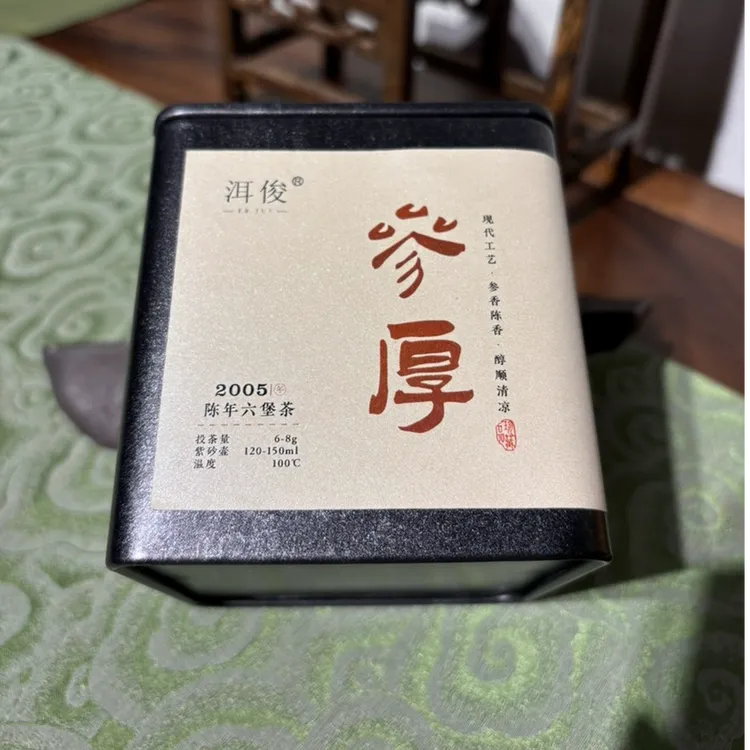 洱俊®
参厚
现代工艺·参香陈香·醇顺清凉
2005年
陈年六堡茶
投茶量 6-8g
紫砂壶 120-150ml
温度 100℃